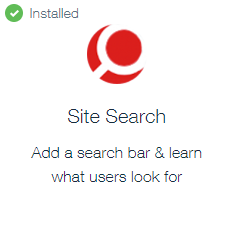 Installed
Site Search
Add a search bar & learn
what users look for